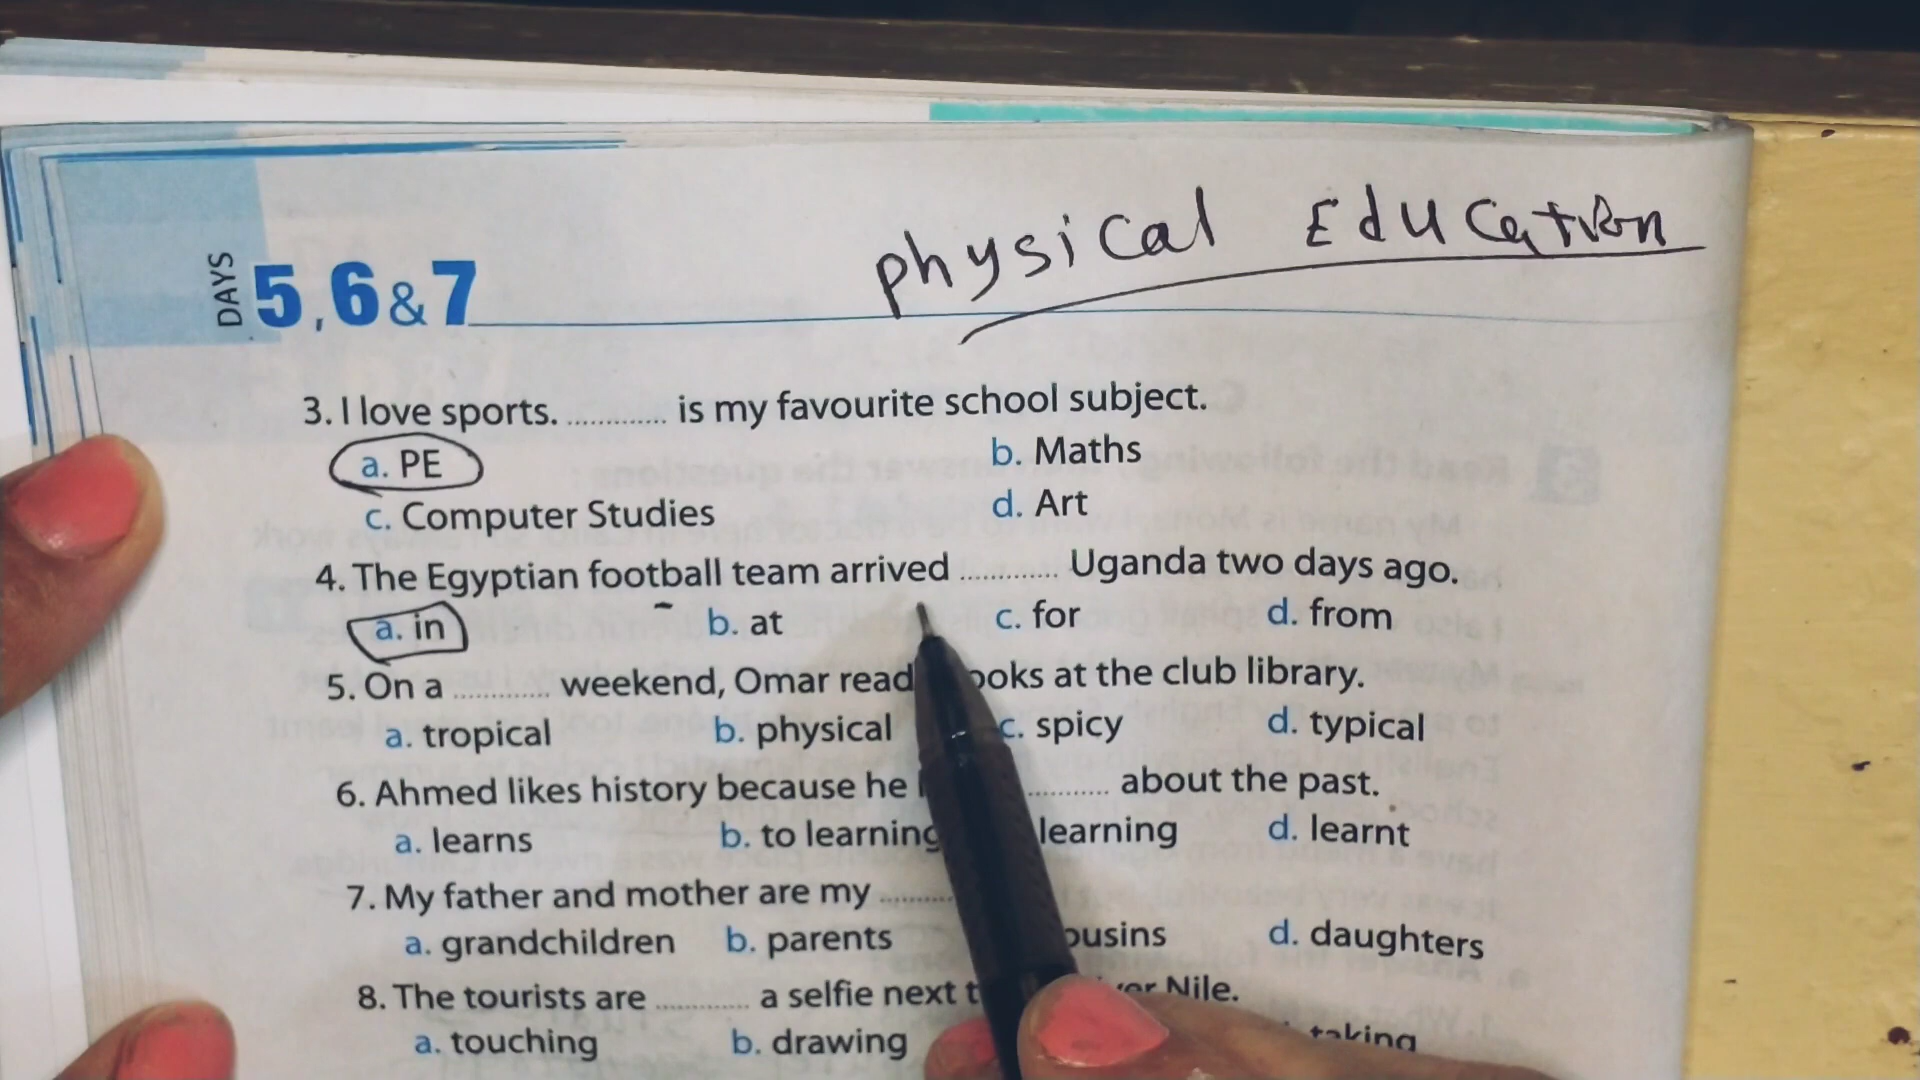 physical Education
DAYS 5, 6 & 7
3. I love sports. ............ is my favourite school subject.
a. PE b. Maths
c. Computer Studies d. Art
4. The Egyptian football team arrived ............ Uganda two days ago.
a. in b. at c. for d. from
5. On a ............ weekend, Omar read ooks at the club library.
a. tropical b. physical c. spicy d. typical
6. Ahmed likes history because he ............ about the past.
a. learns b. to learning learning d. learnt
7. My father and mother are my ............
a. grandchildren b. parents ousins d. daughters
8. The tourists are ............ a selfie next t Nile.
a. touching b. drawing taking